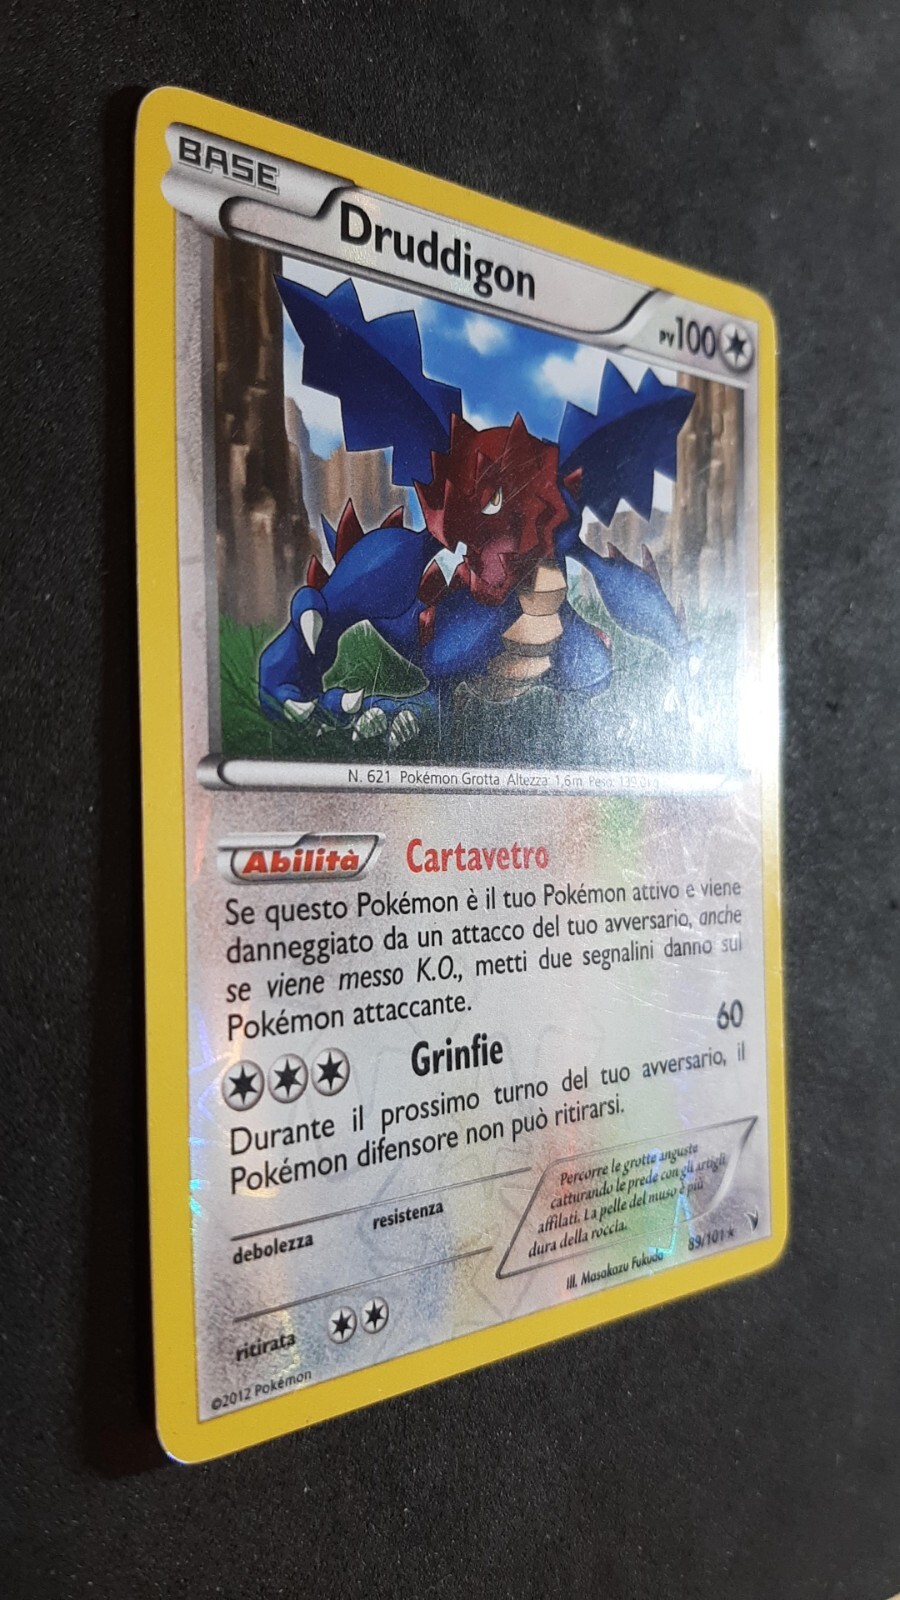 BASE
Druddigon
PV100
N. 621 Pokémon Grotta Altezza: 1,6m Peso:
Abilità Cartavetro
Se questo Pokémon è il tuo Pokémon attivo e viene
danneggiato da un attacco del tuo avversario, anche
se viene messo K.O., metti due segnalini danno sul
Pokémon attaccante.
Grinfie 60
Durante il prossimo turno del tuo avversario, il
Pokémon difensore non può ritirarsi.
debolezza resistenza
Percorre le grotte anguste
catturando le prede con gli artigli
affilati. La pelle del muso è più
dura della roccia.
ritirata
Ill. Masakazu Fukuda
89/101★
©2012 Pokémon